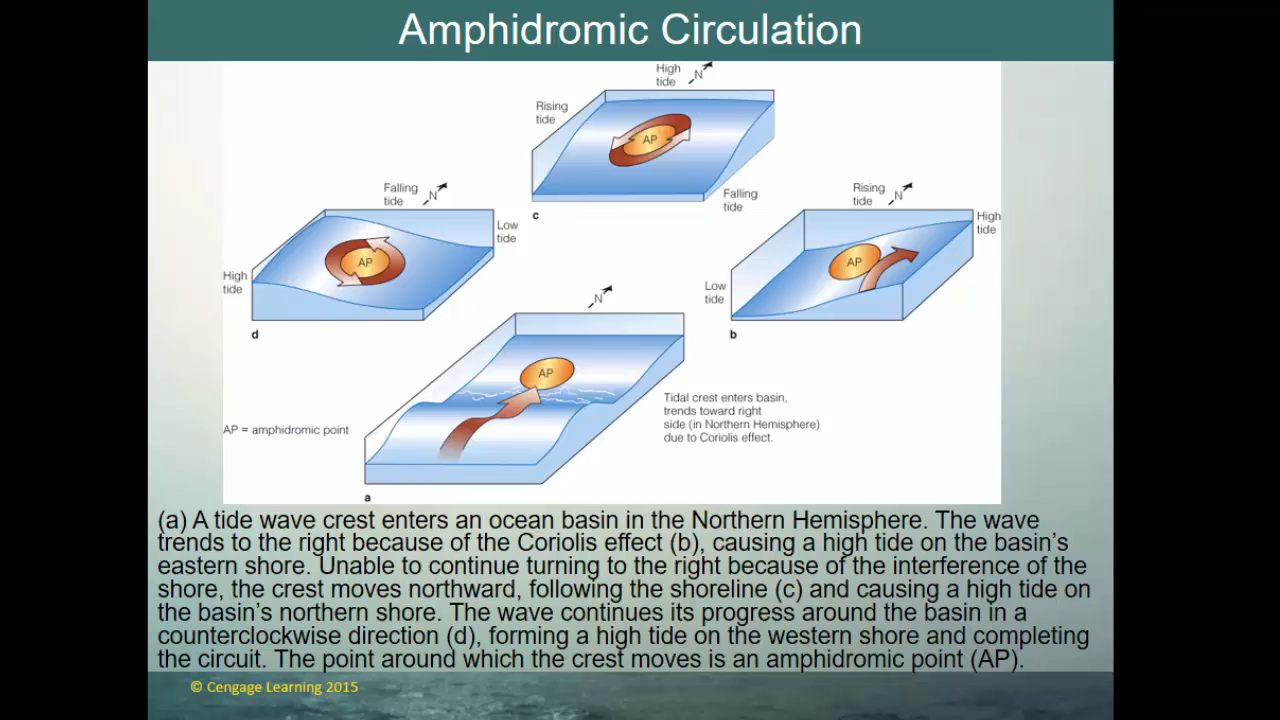 Amphidromic Circulation
High
tide
N
Rising
tide
AP
Falling
tide
c
Falling
tide
N
Low
tide
AP
High
tide
d
Rising
tide
N
High
tide
AP
Low
tide
b
N
AP
Tidal crest enters basin,
trends toward right
side (in Northern Hemisphere)
due to Coriolis effect.
AP = amphidromic point
a
(a) A tide wave crest enters an ocean basin in the Northern Hemisphere. The wave
trends to the right because of the Coriolis effect (b), causing a high tide on the basin’s
eastern shore. Unable to continue turning to the right because of the interference of the
shore, the crest moves northward, following the shoreline (c) and causing a high tide on
the basin’s northern shore. The wave continues its progress around the basin in a
counterclockwise direction (d), forming a high tide on the western shore and completing
the circuit. The point around which the crest moves is an amphidromic point (AP).
© Cengage Learning 2015